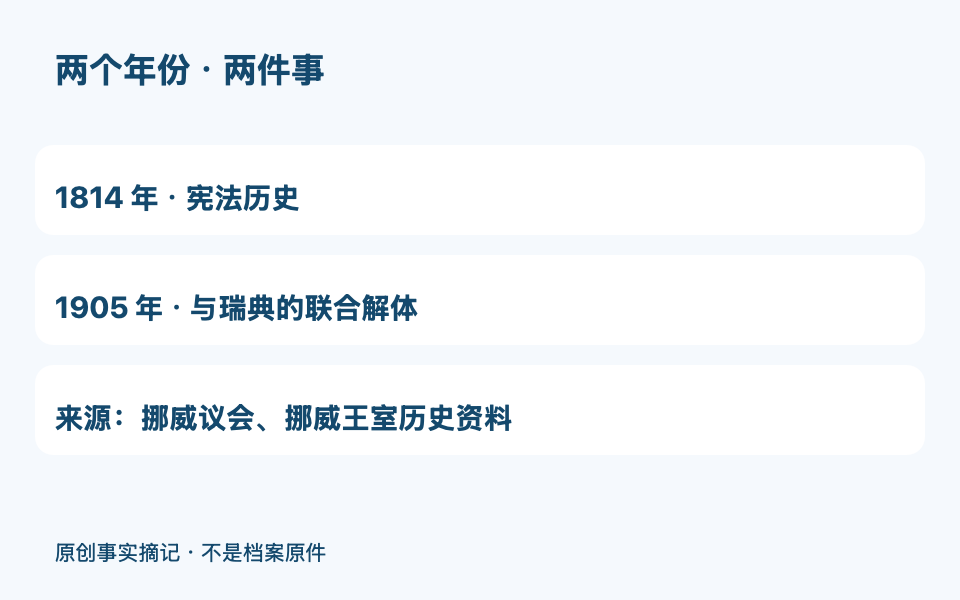 两个年份 · 两件事
1814 年 · 宪法历史
1905 年 · 与瑞典的联合解体
来源：挪威议会、挪威王室历史资料
原创事实摘记 · 不是档案原件